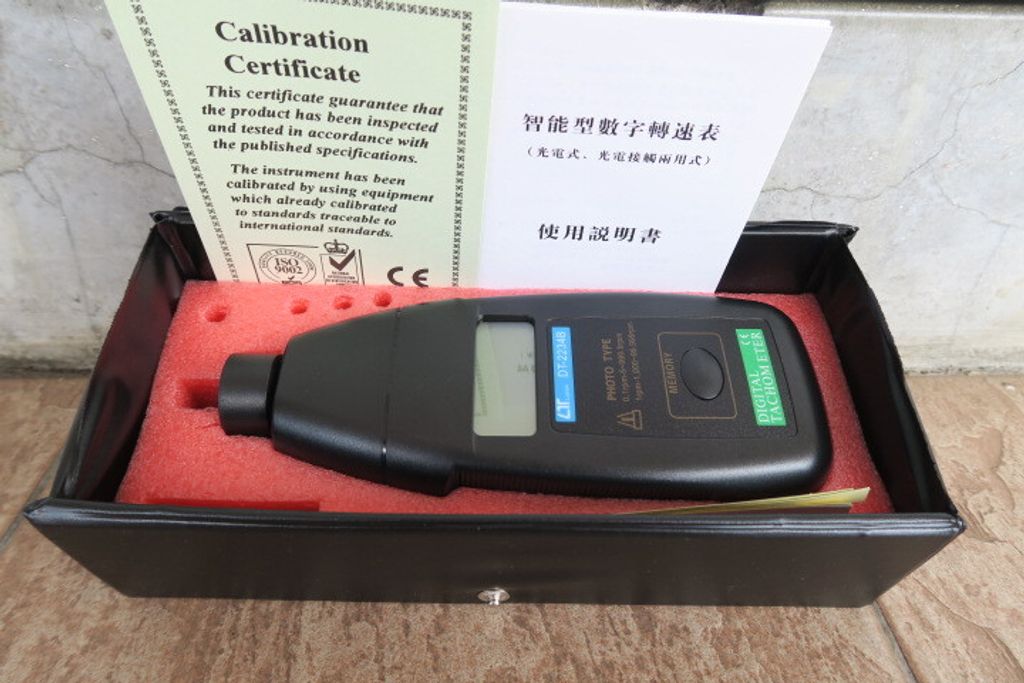 Calibration
Certificate
This certificate guarantee that
the product has been inspected
and tested in accordance with
the published specifications.
The instrument has been
calibrated by using equipment
which already calibrated
to standards traceable to
international standards.
ISO
9002
CE
智能型數字轉速表
(光電式、光電接觸兩用式)
使用説明書
DT-2234B
PHOTO TYPE
MEMORY
CE
DIGITAL
TACHOMETER